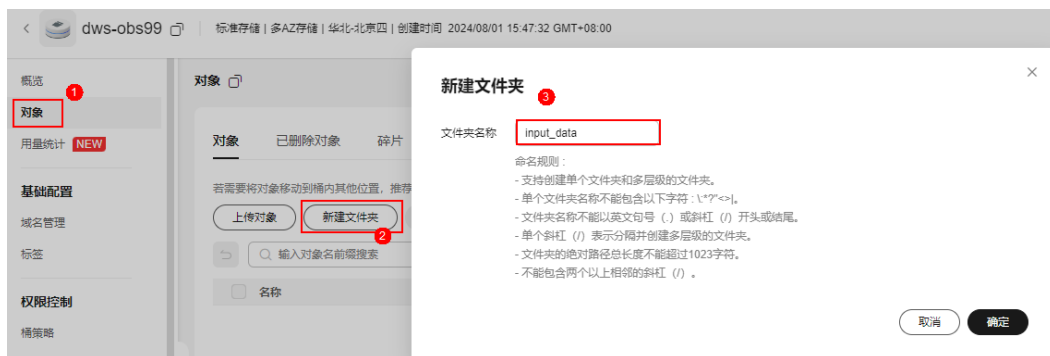 dws-obs99
标准存储 | 多AZ存储 | 华北-北京四 | 创建时间 2024/08/01 15:47:32 GMT+08:00
概览
1
对象
用量统计 NEW
基础配置
域名管理
标签
权限控制
桶策略
对象
对象 已删除对象 碎片
若需要将对象移动到桶内其他位置，推荐
上传对象 新建文件夹
2
输入对象名前缀搜索
名称
新建文件夹
3
文件夹名称 input_data
命名规则：
- 支持创建单个文件夹和多层级的文件夹。
- 单个文件夹名称不能包含以下字符：\:*?"<>|。
- 文件夹名称不能以英文句号（.）或斜杠（/）开头或结尾。
- 单个斜杠（/）表示分隔并创建多层级的文件夹。
- 文件夹的绝对路径总长度不能超过1023字符。
- 不能包含两个以上相邻的斜杠（/）。
取消 确定